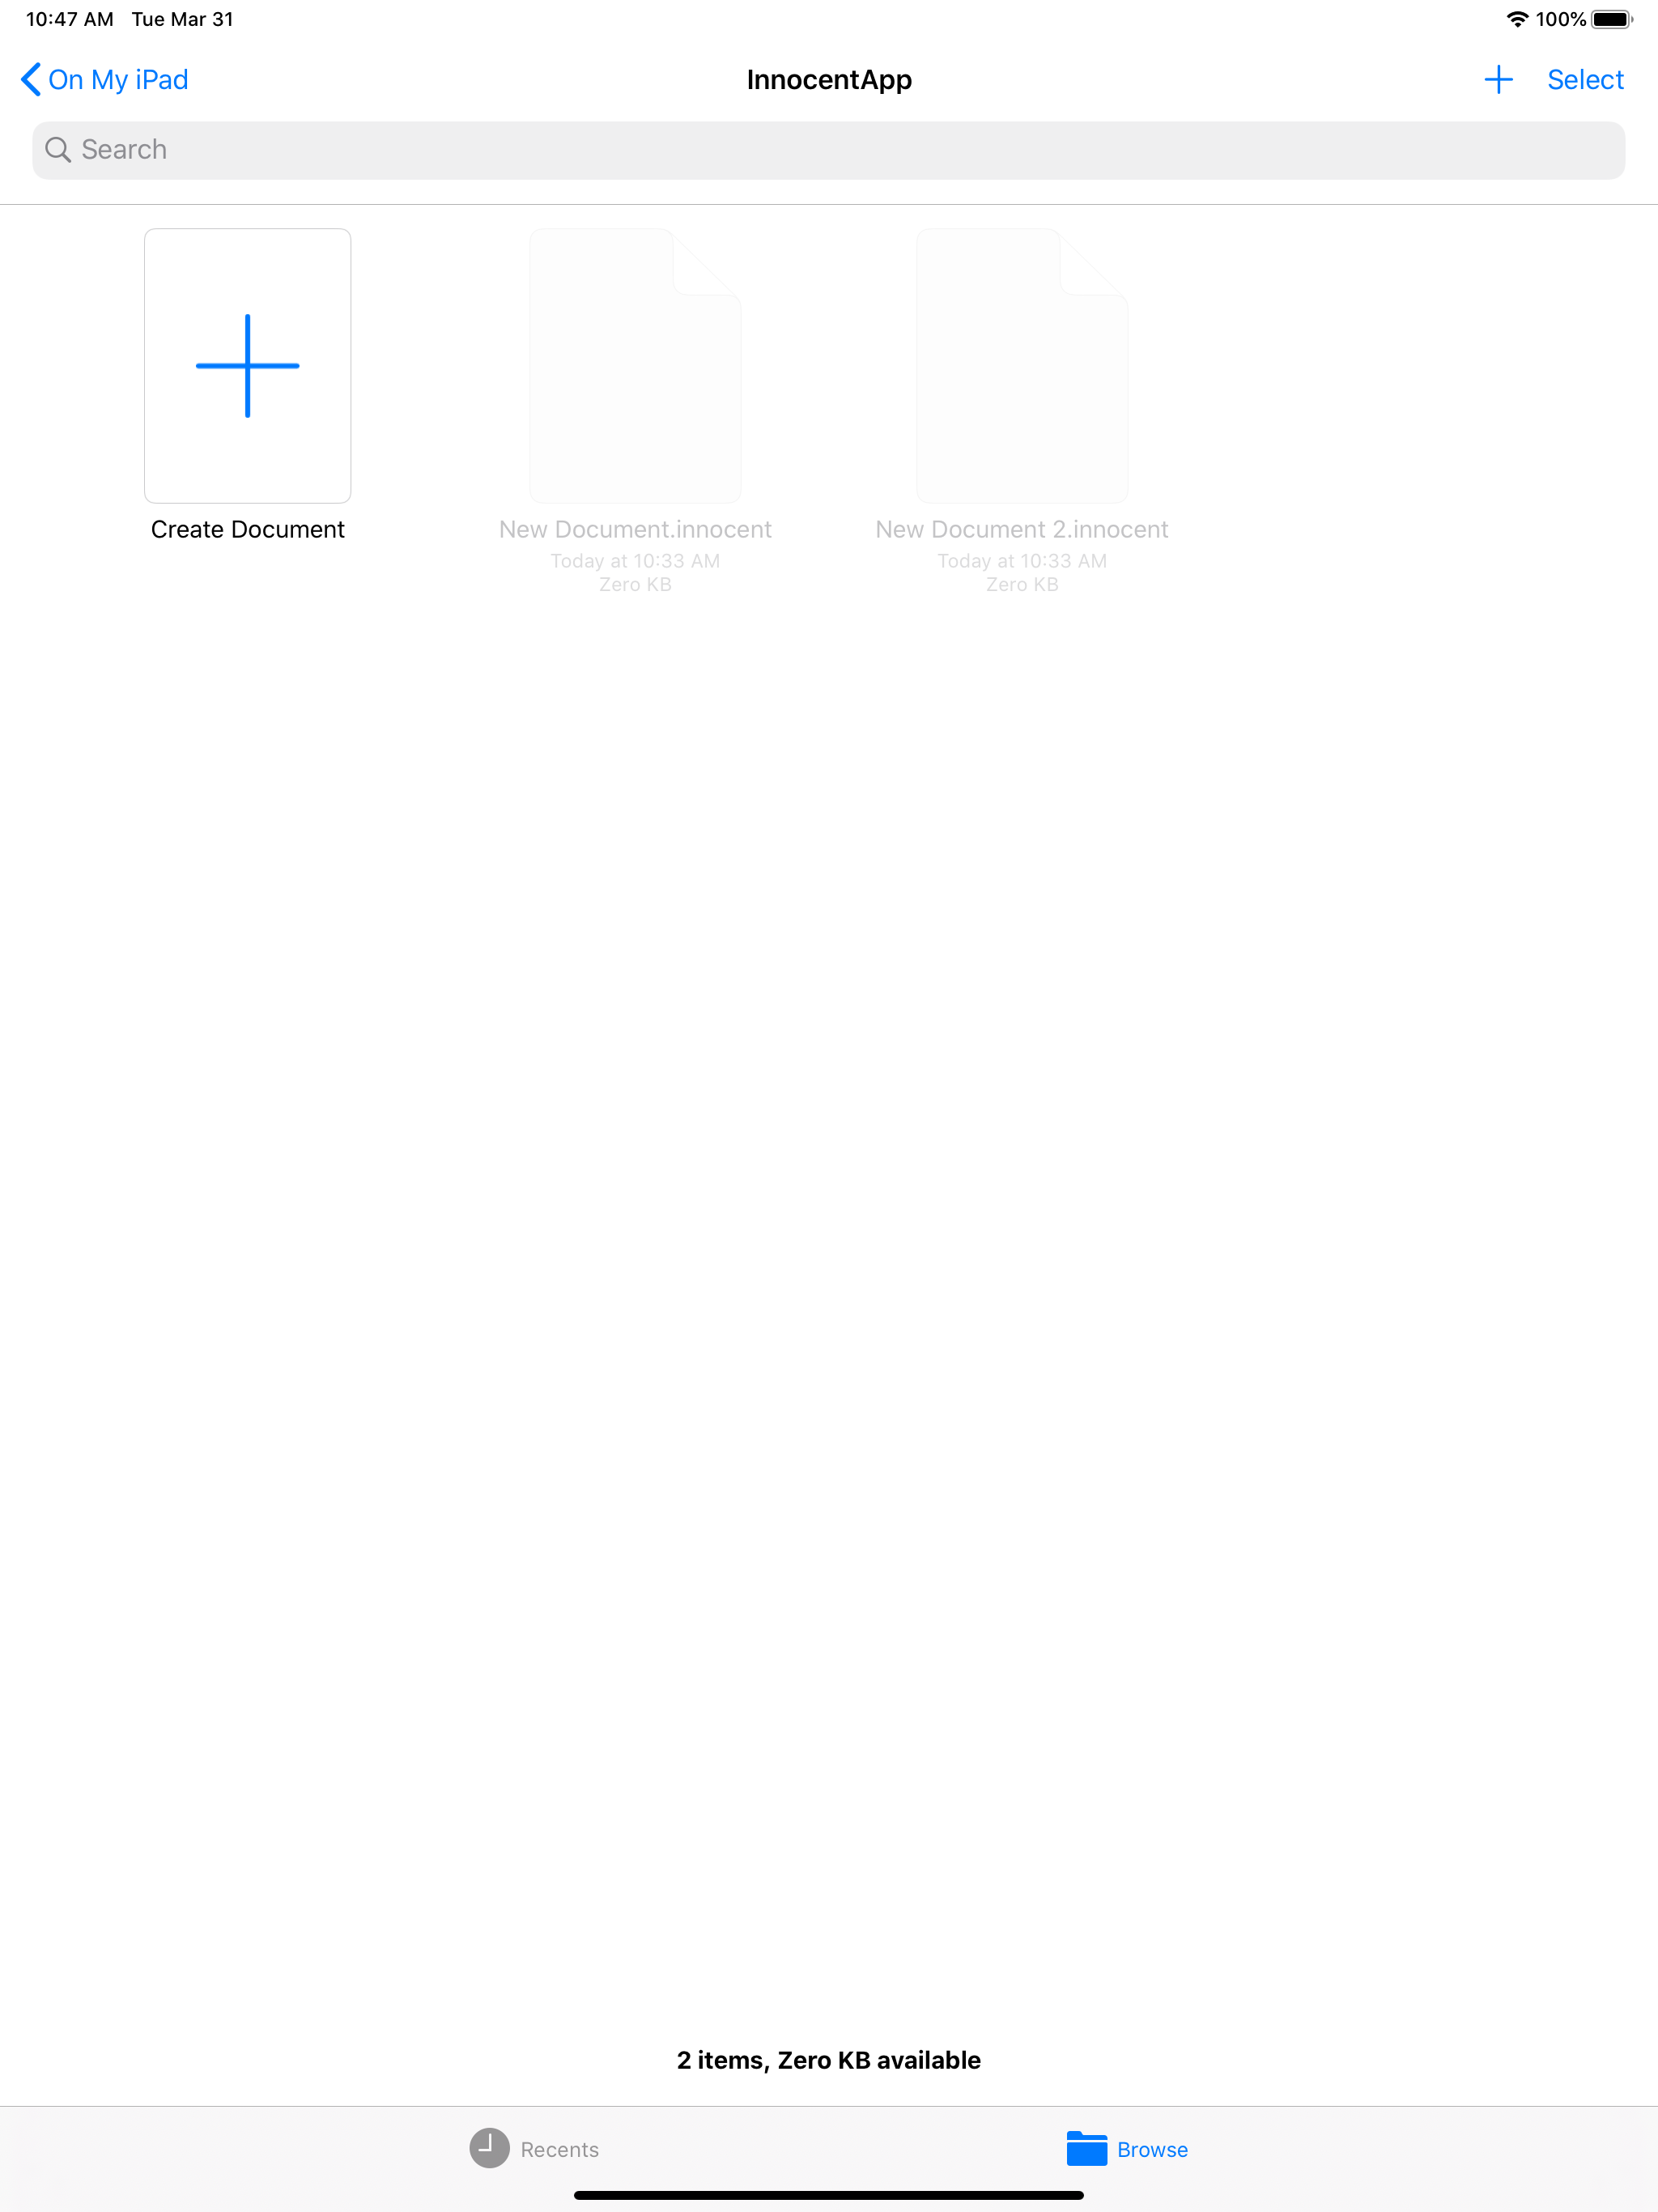 10:47 AM Tue Mar 31
100%
On My iPad
InnocentApp
Select
Search
Create Document
New Document.innocent
Today at 10:33 AM
Zero KB
New Document 2.innocent
Today at 10:33 AM
Zero KB
2 items, Zero KB available
Recents
Browse